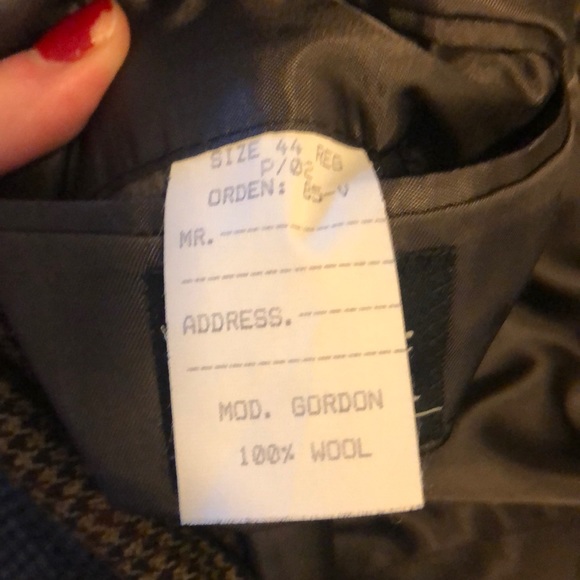 SIZE 44 REG
P/02
ORDEN:
MR.
ADDRESS.
MOD. GORDON
100% WOOL